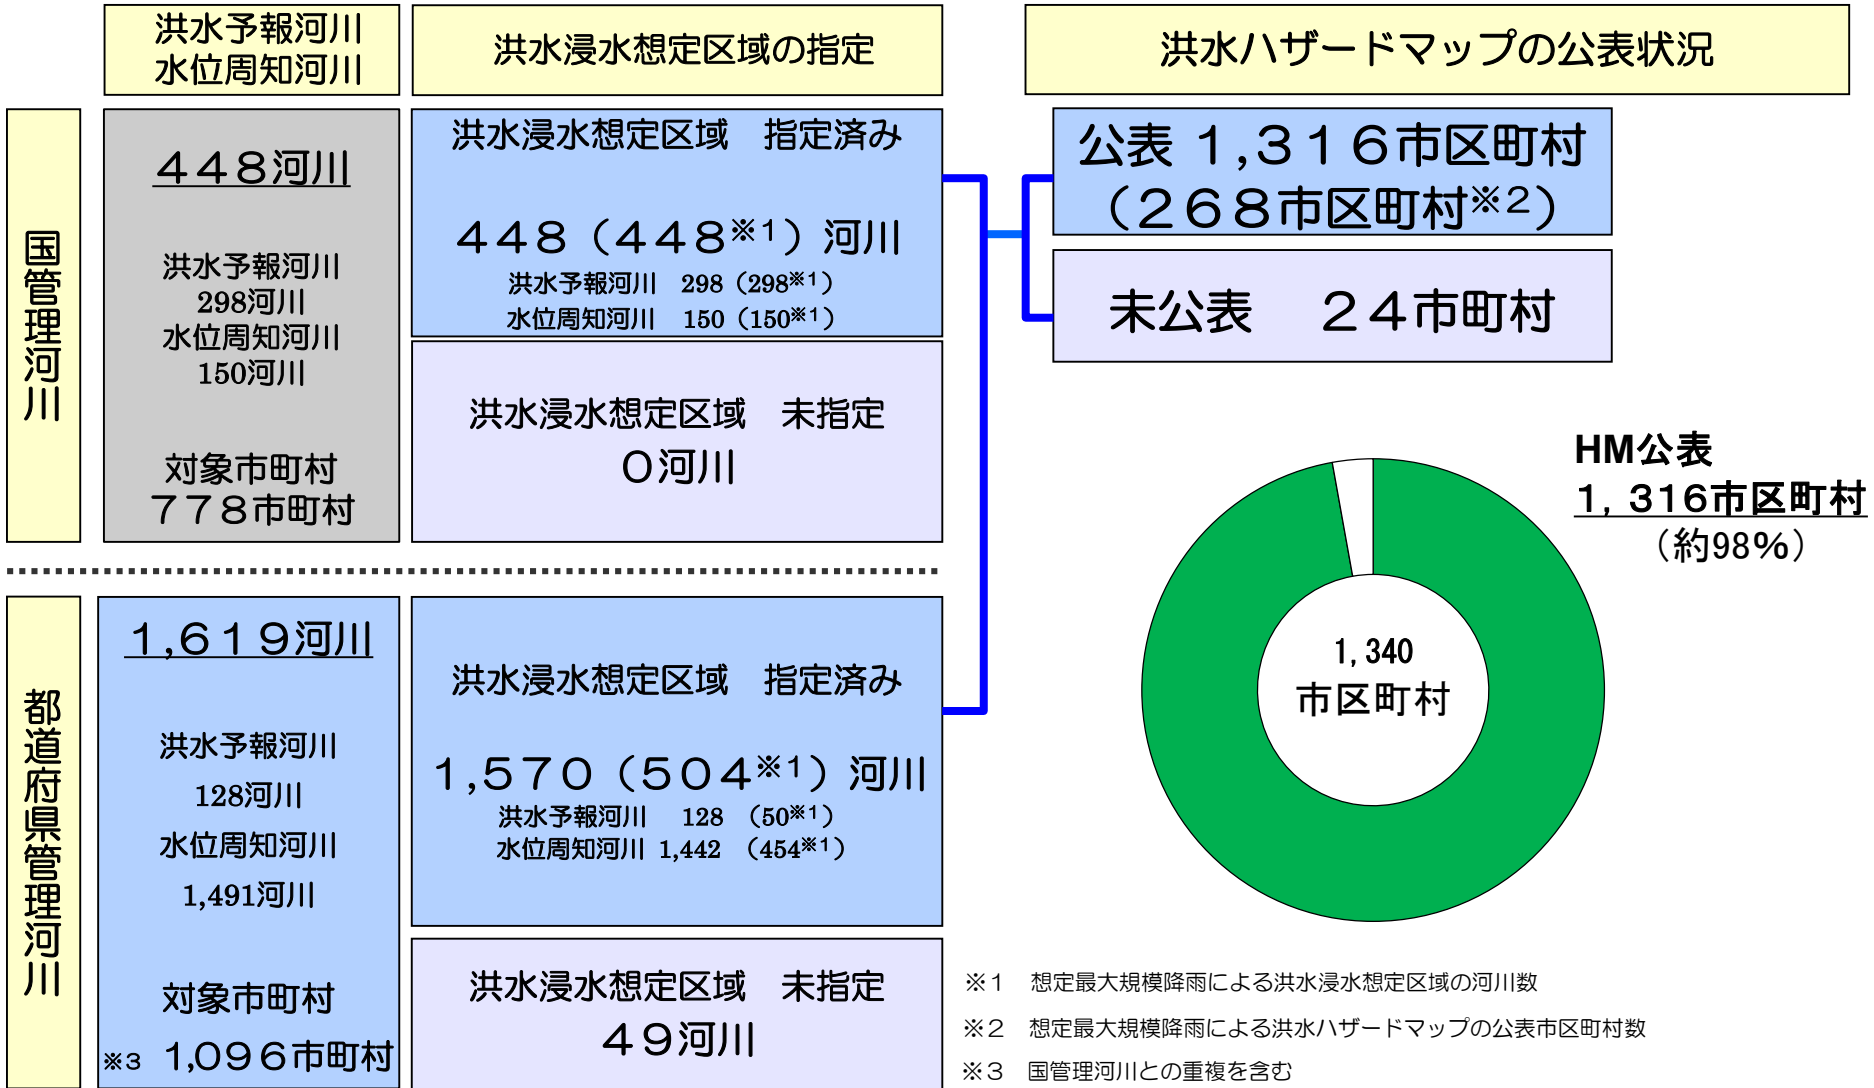 洪水予報河川
水位周知河川
洪水浸水想定区域の指定
洪水ハザードマップの公表状況
国管理河川
448河川
洪水予報河川
298河川
水位周知河川
150河川
対象市町村
778市町村
洪水浸水想定区域　指定済み
448（448※1）河川
洪水予報河川　298（298※1）
水位周知河川　150（150※1）
洪水浸水想定区域　未指定
0河川
公表 1,316市区町村
（268市区町村※2）
未公表　24市町村
HM公表
1,316市区町村
（約98%）
1,340
市区町村
都道府県管理河川
1,619河川
洪水予報河川
128河川
水位周知河川
1,491河川
対象市町村
※3 1,096市町村
洪水浸水想定区域　指定済み
1,570（504※1）河川
洪水予報河川　128　（50※1）
水位周知河川 1,442　（454※1）
洪水浸水想定区域　未指定
49河川
※1　想定最大規模降雨による洪水浸水想定区域の河川数
※2　想定最大規模降雨による洪水ハザードマップの公表市区町村数
※3　国管理河川との重複を含む